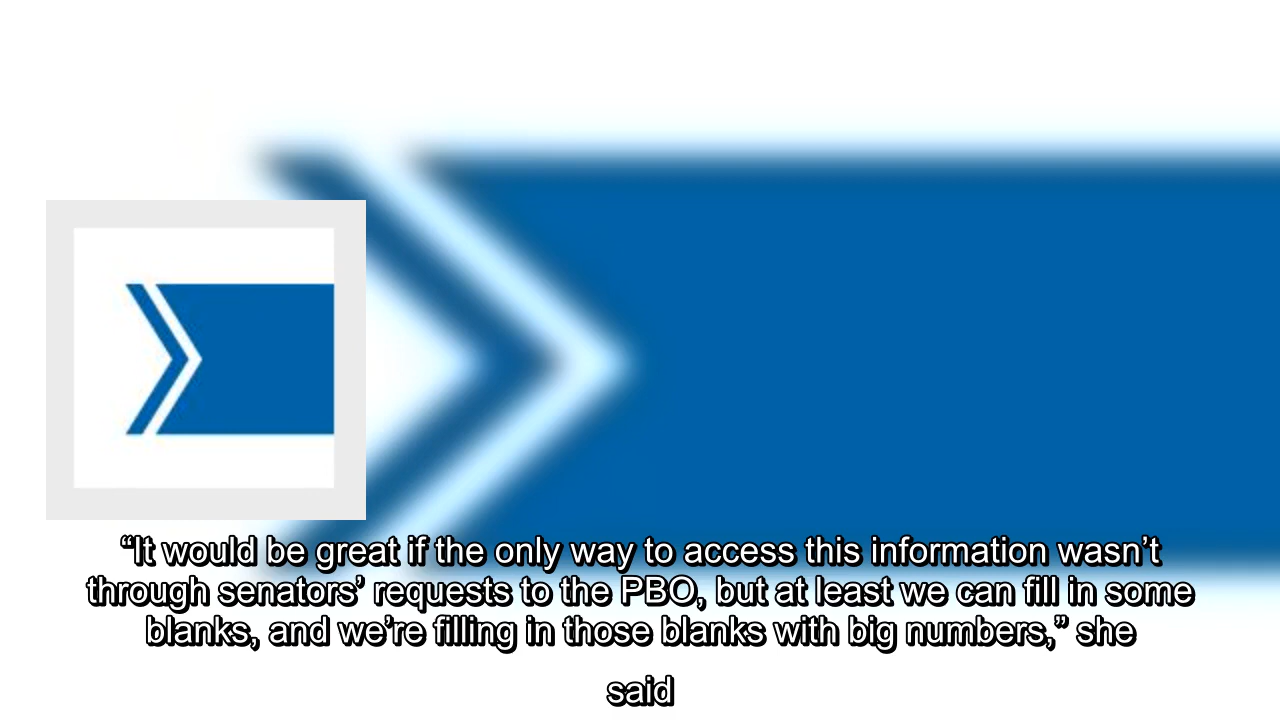 “It would be great if the only way to access this information wasn’t
through senators’ requests to the PBO, but at least we can fill in some
blanks, and we’re filling in those blanks with big numbers,” she
said